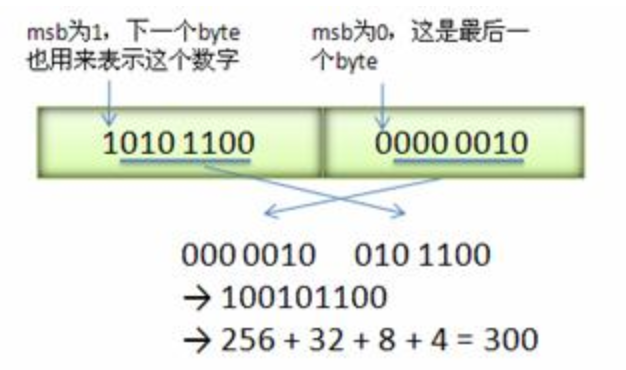 msb为1，下一个byte
也用来表示这个数字
msb为0，这是最后一
个byte
1010 1100
0000 0010
000 0010 010 1100
→ 100101100
→ 256 + 32 + 8 + 4 = 300